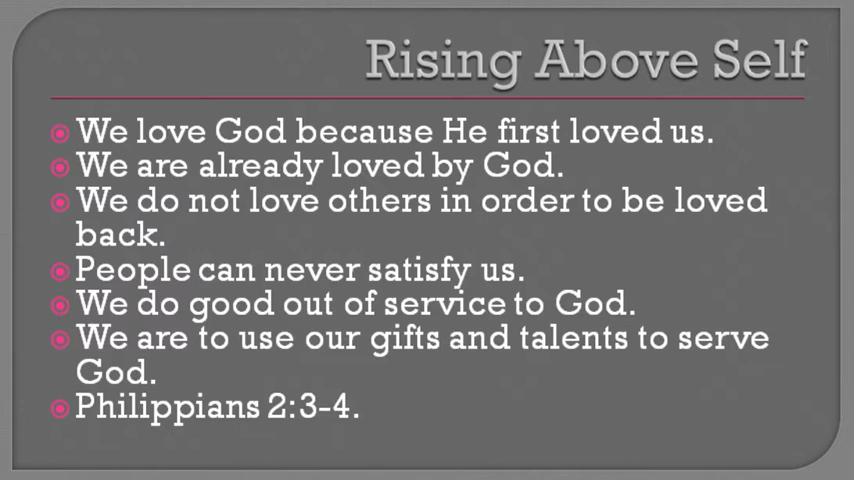 Rising Above Self
We love God because He first loved us.
We are already loved by God.
We do not love others in order to be loved
back.
People can never satisfy us.
We do good out of service to God.
We are to use our gifts and talents to serve
God.
Philippians 2:3-4.